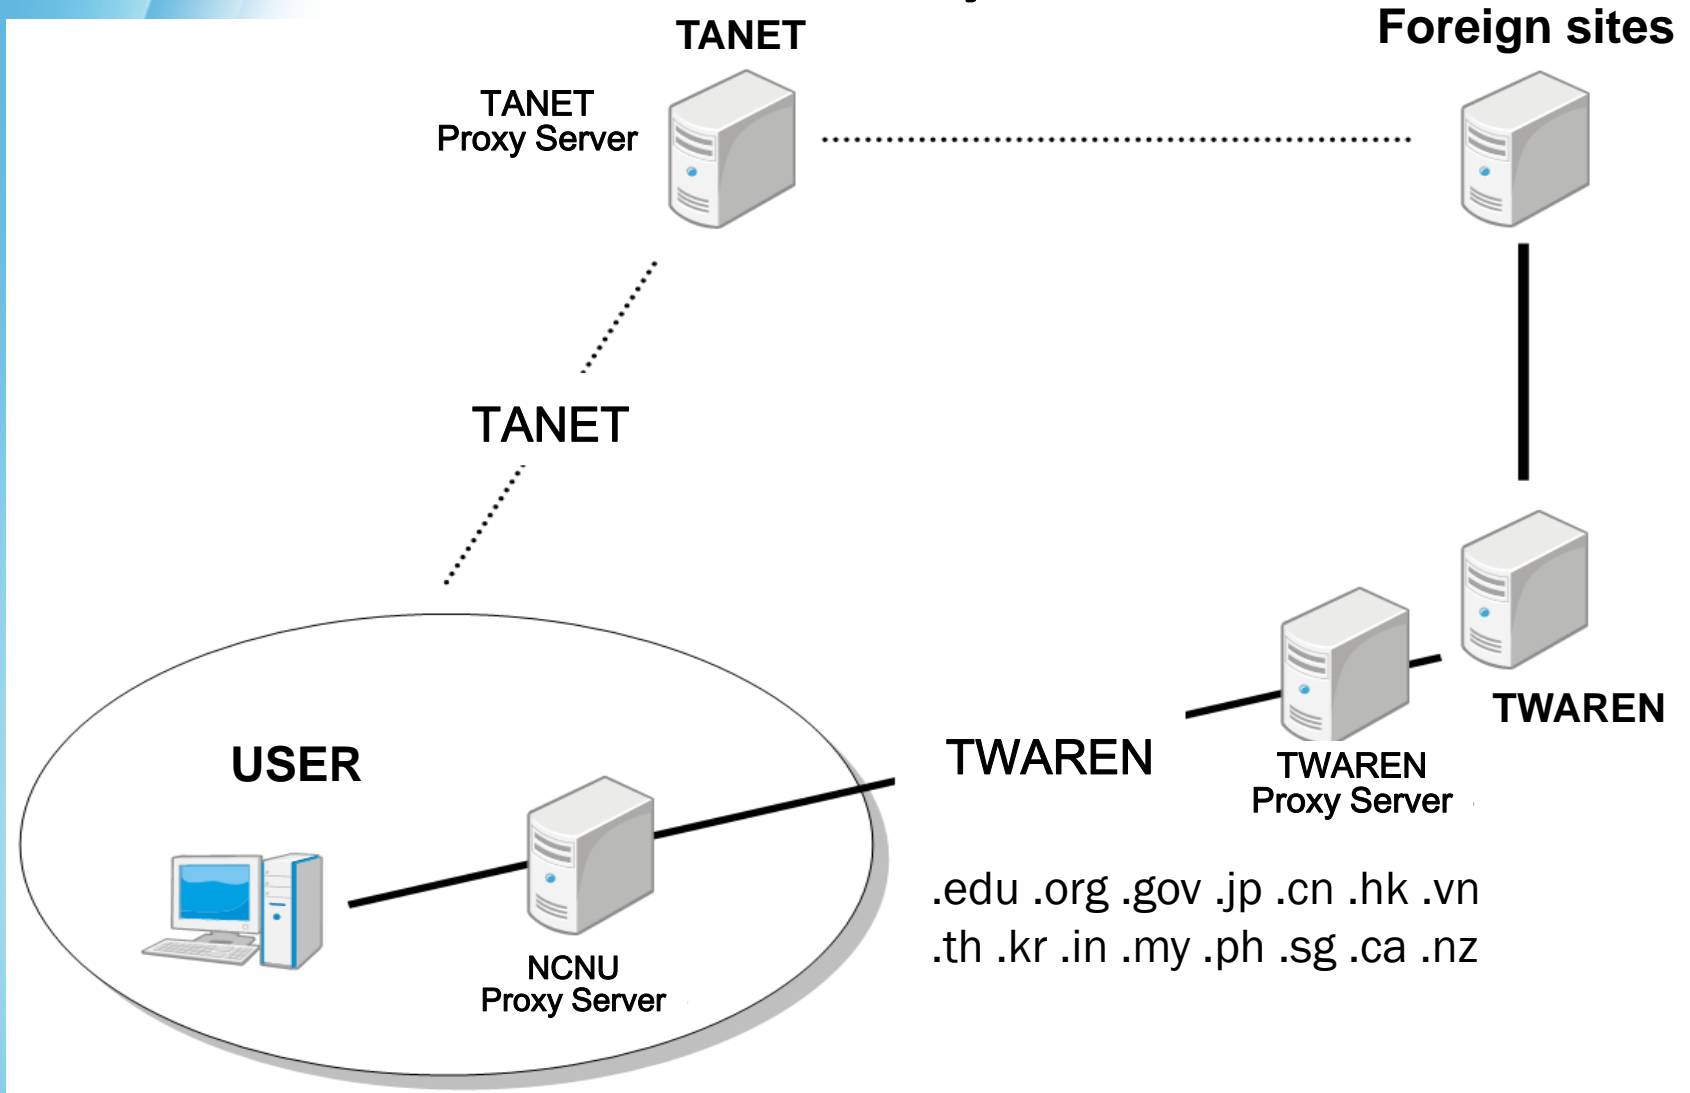 TANET
Foreign sites
TANET
Proxy Server
TANET
USER
TWAREN
TWAREN
TWAREN
Proxy Server
.edu .org .gov .jp .cn .hk .vn
.th .kr .in .my .ph .sg .ca .nz
NCNU
Proxy Server